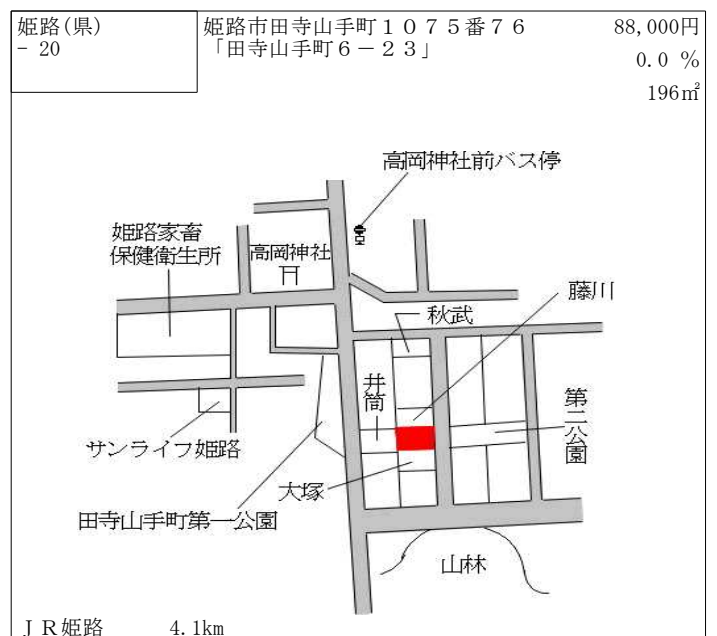 姫路(県)
- 20
姫路市田寺山手町１０７５番７６
「田寺山手町６－２３」
88,000円
0.0 %
196㎡
高岡神社前バス停
姫路家畜
保健衛生所
高岡神社
藤川
秋武
井筒
第二公園
サンライフ姫路
大塚
田寺山手町第一公園
山林
ＪＲ姫路 4.1km